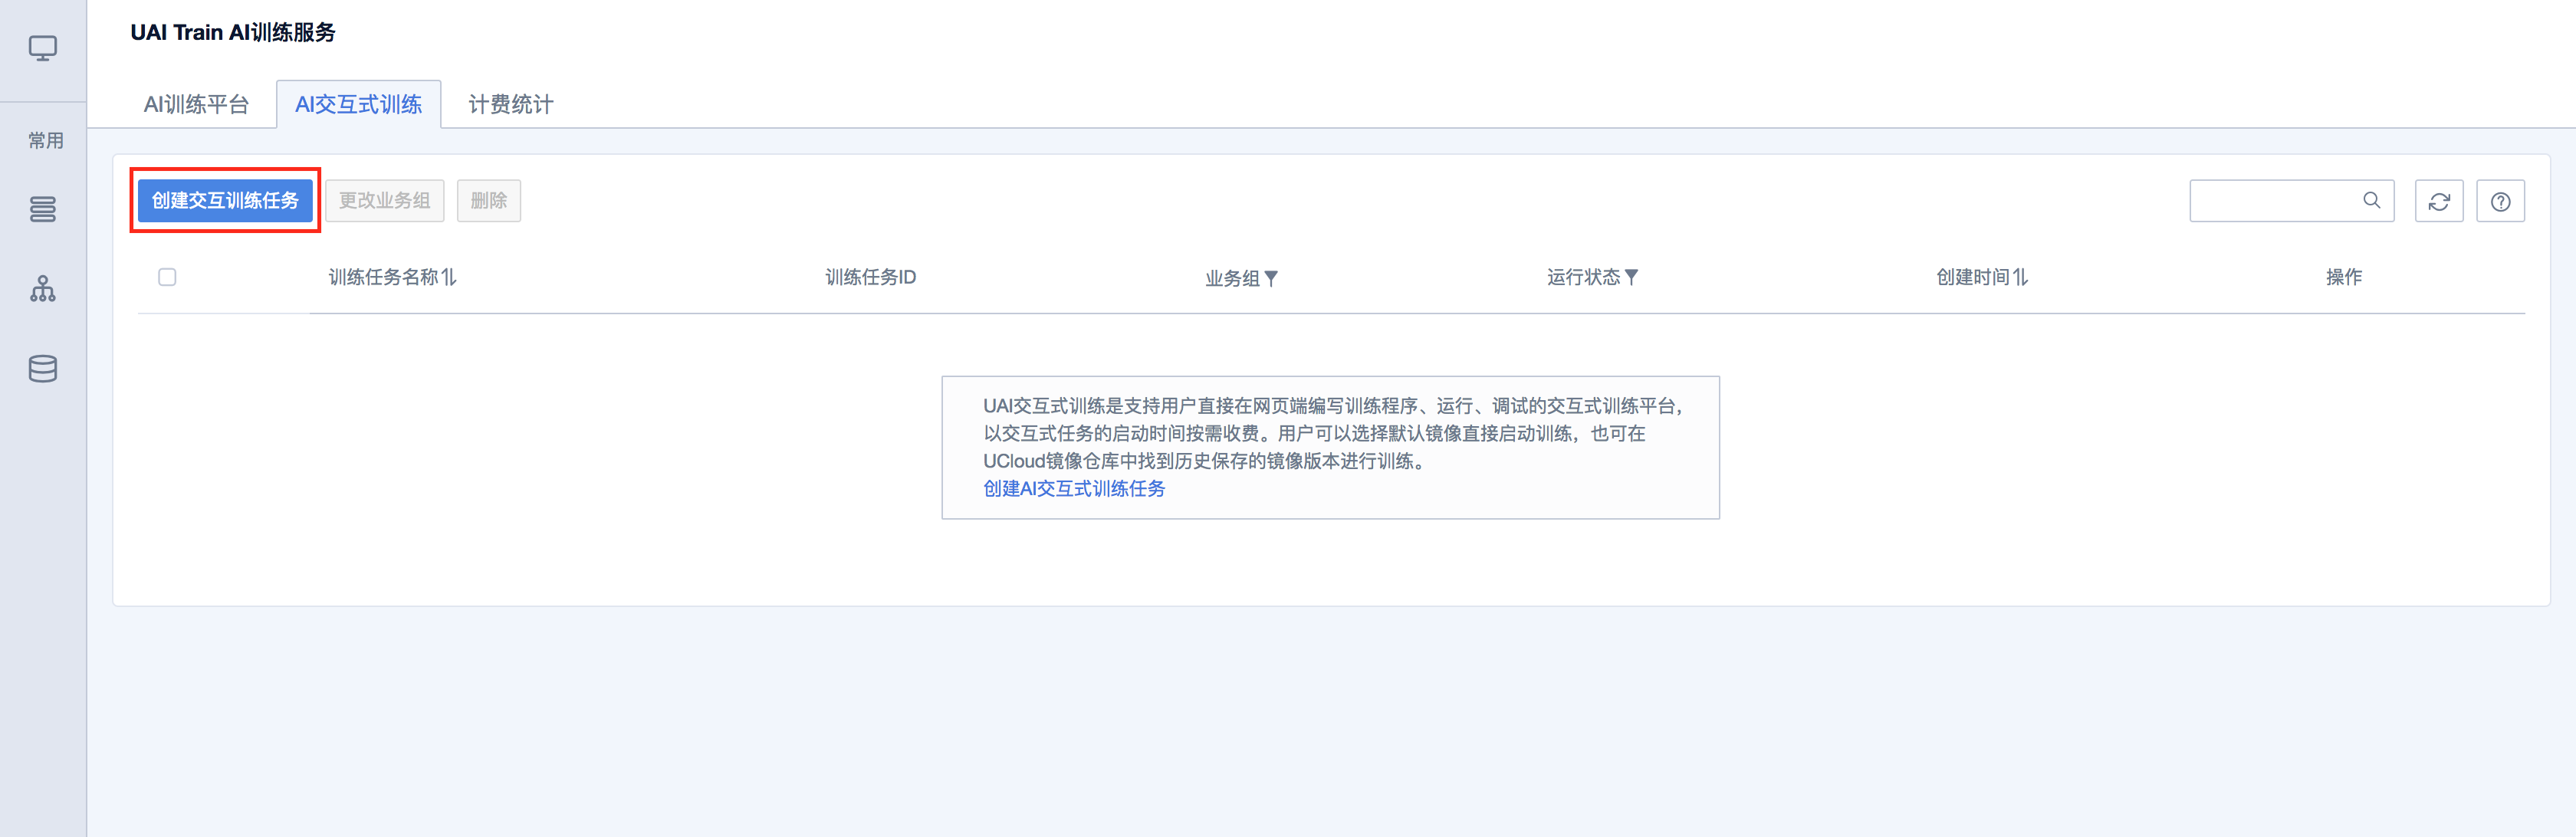 UAI Train AI训练服务
AI训练平台
AI交互式训练
计费统计
常用
创建交互训练任务
更改业务组
删除
训练任务名称
训练任务ID
业务组
运行状态
创建时间
操作
UAI交互式训练是支持用户直接在网页端编写训练程序、运行、调试的交互式训练平台，
以交互式任务的启动时间按需收费。用户可以选择默认镜像直接启动训练，也可在
UCloud镜像仓库中找到历史保存的镜像版本进行训练。
创建AI交互式训练任务